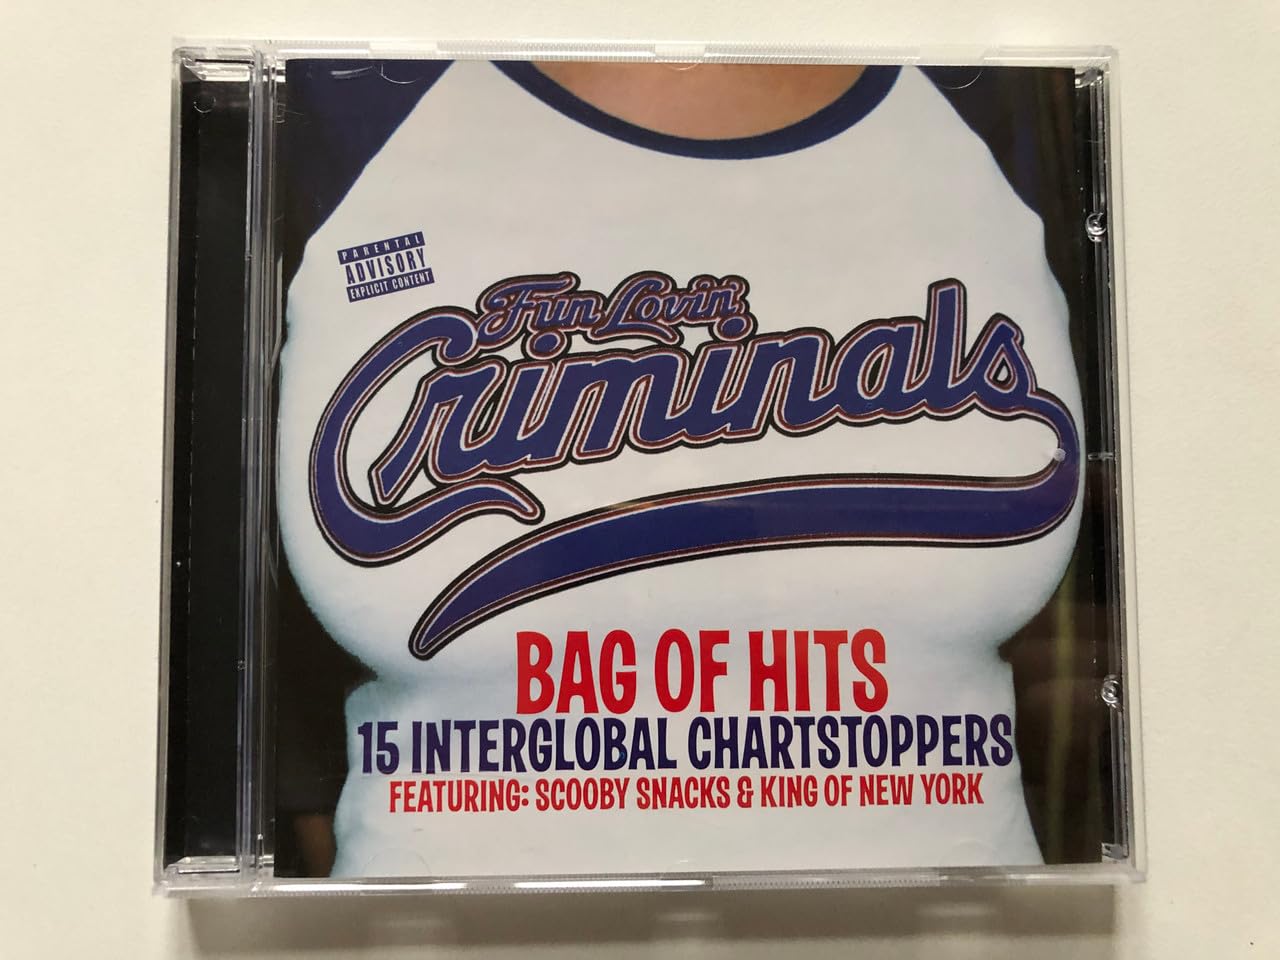 PARENTAL
ADVISORY
EXPLICIT CONTENT
Fun Lovin'
Criminals
BAG OF HITS
15 INTERGLOBAL CHARTSTOPPERS
FEATURING: SCOOBY SNACKS & KING OF NEW YORK